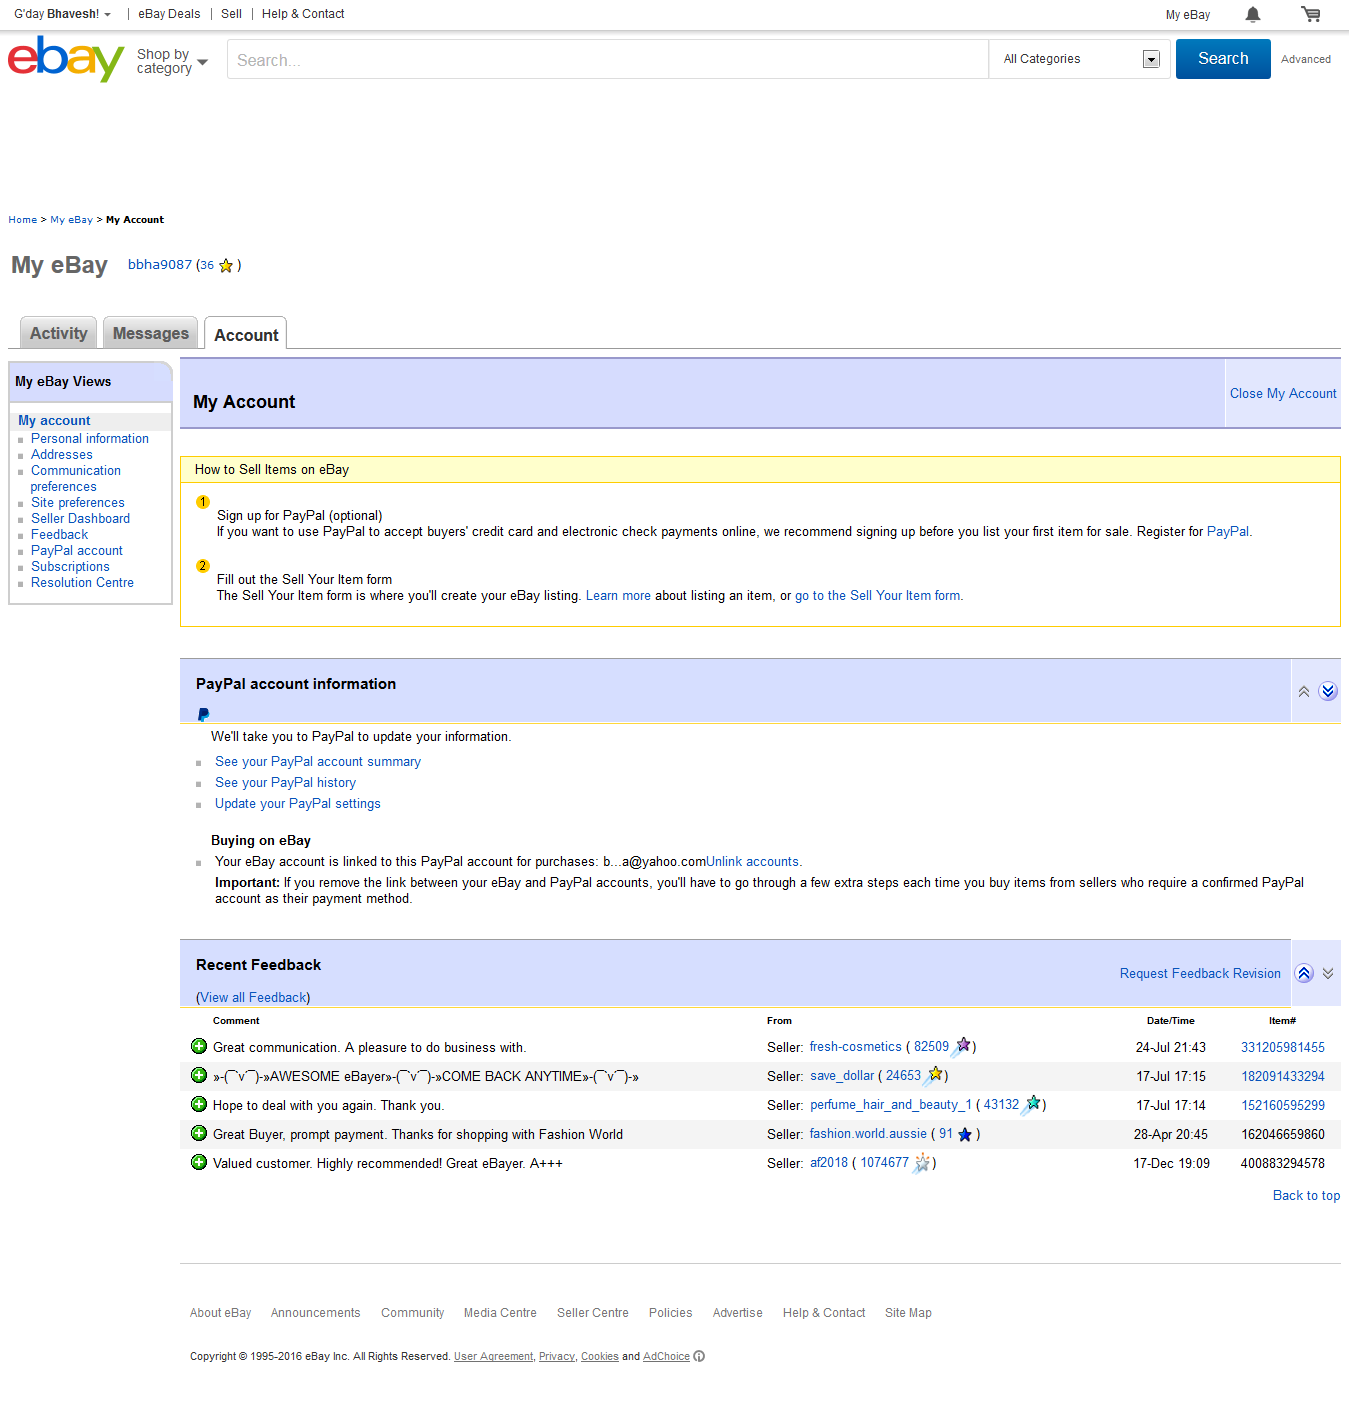 G'day Bhavesh! | eBay Deals | Sell | Help & Contact My eBay
ebay Shop by category Search... All Categories Search Advanced
Home > My eBay > My Account
My eBay bbha9087 (36 )
Activity Messages Account
My eBay Views
My account
Personal information
Addresses
Communication
preferences
Site preferences
Seller Dashboard
Feedback
PayPal account
Subscriptions
Resolution Centre
My Account Close My Account
How to Sell Items on eBay
1
Sign up for PayPal (optional)
If you want to use PayPal to accept buyers' credit card and electronic check payments online, we recommend signing up before you list your first item for sale. Register for PayPal.
2
Fill out the Sell Your Item form
The Sell Your Item form is where you'll create your eBay listing. Learn more about listing an item, or go to the Sell Your Item form.
PayPal account information
We'll take you to PayPal to update your information.
See your PayPal account summary
See your PayPal history
Update your PayPal settings
Buying on eBay
Your eBay account is linked to this PayPal account for purchases: b...a@yahoo.comUnlink accounts.
Important: If you remove the link between your eBay and PayPal accounts, you'll have to go through a few extra steps each time you buy items from sellers who require a confirmed PayPal
account as their payment method.
Recent Feedback
Request Feedback Revision
(View all Feedback)
Comment From Date/Time Item#
Great communication. A pleasure to do business with. Seller: fresh-cosmetics ( 82509 ) 24-Jul 21:43 331205981455
»-(¯`v´¯)-»AWESOME eBayer»-(¯`v´¯)-»COME BACK ANYTIME»-(¯`v´¯)-» Seller: save_dollar ( 24653 ) 17-Jul 17:15 182091433294
Hope to deal with you again. Thank you. Seller: perfume_hair_and_beauty_1 ( 43132 ) 17-Jul 17:14 152160595299
Great Buyer, prompt payment. Thanks for shopping with Fashion World Seller: fashion.world.aussie ( 91 ) 28-Apr 20:45 162046659860
Valued customer. Highly recommended! Great eBayer. A+++ Seller: af2018 ( 1074677 ) 17-Dec 19:09 400883294578
Back to top
About eBay Announcements Community Media Centre Seller Centre Policies Advertise Help & Contact Site Map
Copyright © 1995-2016 eBay Inc. All Rights Reserved. User Agreement, Privacy, Cookies and AdChoice